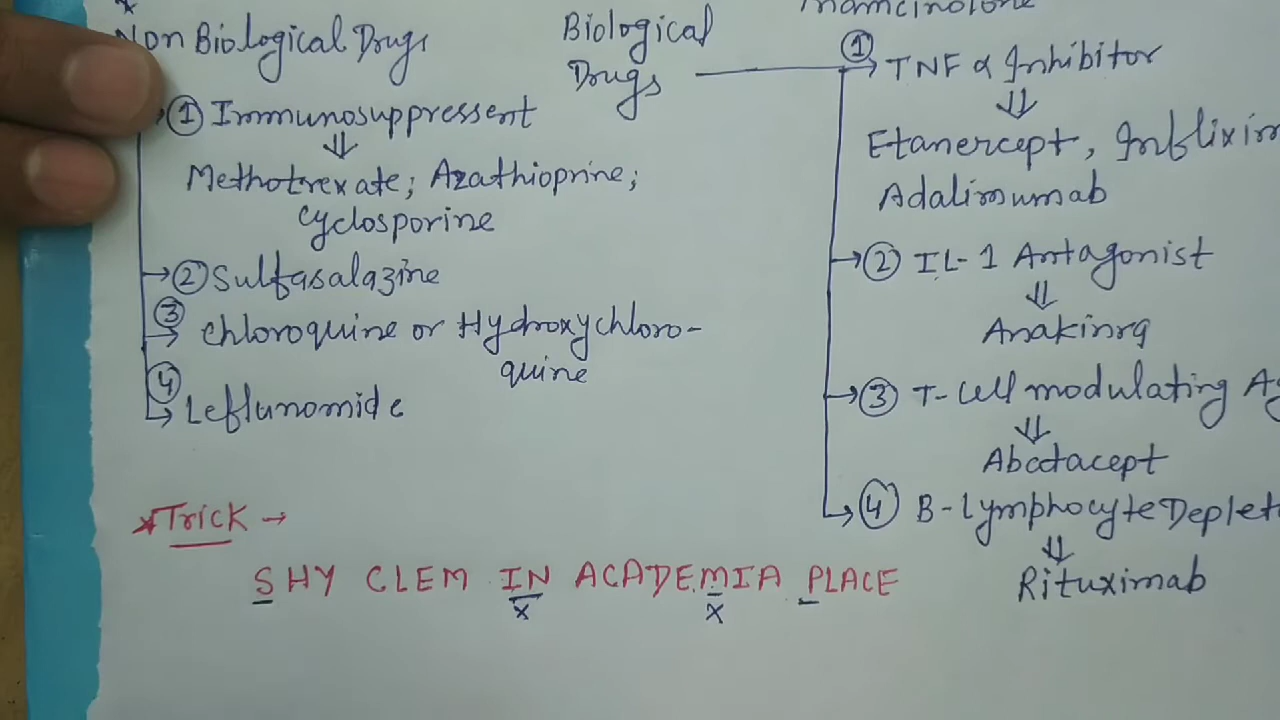 Non Biological Drugs
① Immunosuppressent
⇓
Methotrexate; Azathioprine;
Cyclosporine
② Sulfasalazine
③ Chloroquine or Hydroxychloro-
quine
④ Leflunomide
Biological
Drugs
① TNF α Inhibitor
⇓
Etanercept,
Adalimumab
② IL-1 Antagonist
⇓
Anakinra
③ T-Cell modulating
⇓
Abatacept
④ B-Lymphocyte
⇓
Rituximab
*Trick →
SHY CLEM IN ACADEMIA PLACE
x x